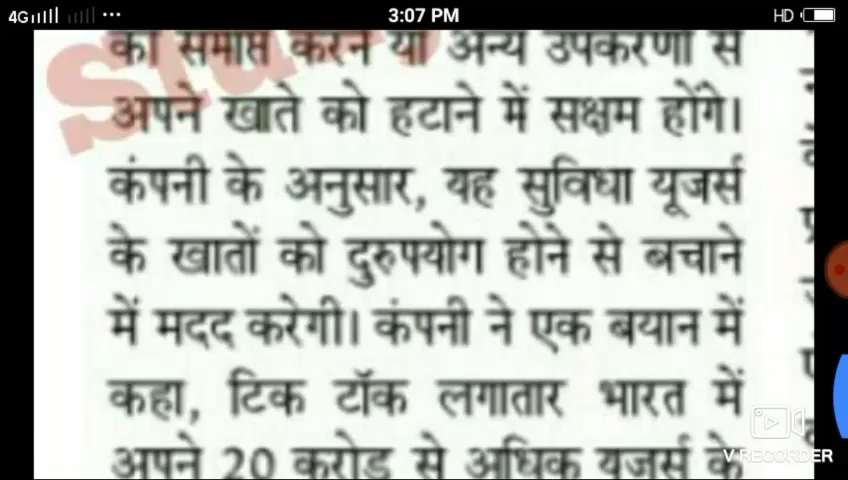 4G 3:07 PM HD
को समाप्त करने या अन्य उपकरणों से
अपने खाते को हटाने में सक्षम होंगे।
कंपनी के अनुसार, यह सुविधा यूजर्स
के खातों को दुरुपयोग होने से बचाने
में मदद करेगी। कंपनी ने एक बयान में
कहा, टिक टॉक लगातार भारत में
अपने 20 करोड़ से अधिक यूजर्स के
V RECORDER